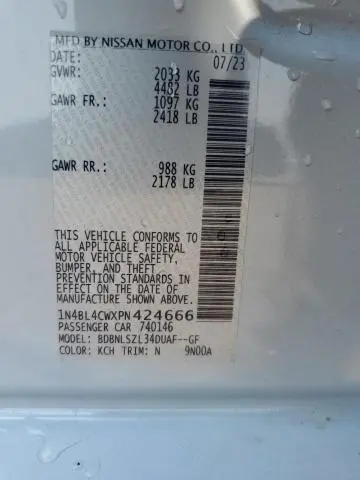 MFD BY NISSAN MOTOR CO., LTD
DATE: 07/23
GVWR: 2033 KG
4482 LB
GAWR FR.: 1097 KG
2418 LB
GAWR RR.: 988 KG
2178 LB
THIS VEHICLE CONFORMS TO
ALL APPLICABLE FEDERAL
MOTOR VEHICLE SAFETY,
BUMPER, AND THEFT
PREVENTION STANDARDS IN
EFFECT ON THE DATE OF
MANUFACTURE SHOWN ABOVE.
1N4BL4CWXPN424666
PASSENGER CAR 740146
MODEL: BDBNLSZL34DUAF--GF
COLOR: KCH TRIM: N 9N00A